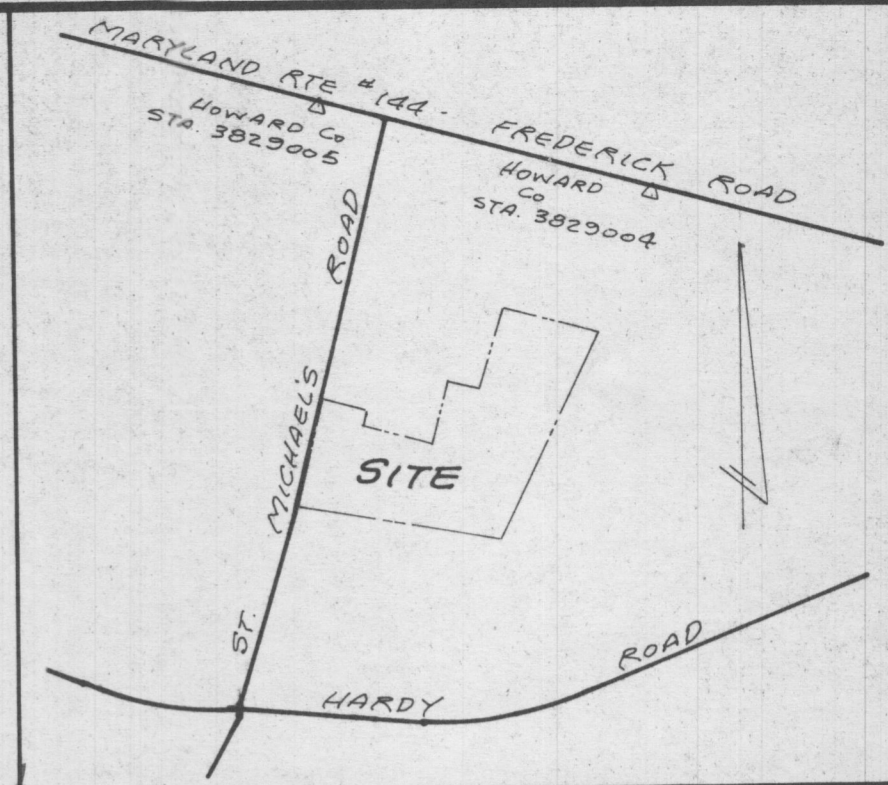 MARYLAND RTE #144
HOWARD Co
STA. 3829005
FREDERICK ROAD
HOWARD
Co
STA. 3829004
ST. MICHAEL'S ROAD
SITE
HARDY ROAD